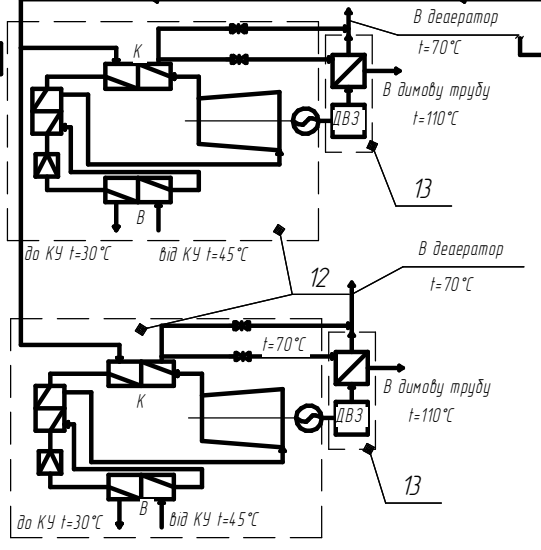 В деаератор
t=70°C
К
В димову трубу
t=110°C
ДВЗ
13
В
до КУ t=30°C
від КУ t=45°C
12
В деаератор
t=70°C
t=70°C
К
В димову трубу
t=110°C
ДВЗ
13
В
до КУ t=30°C
від КУ t=45°C